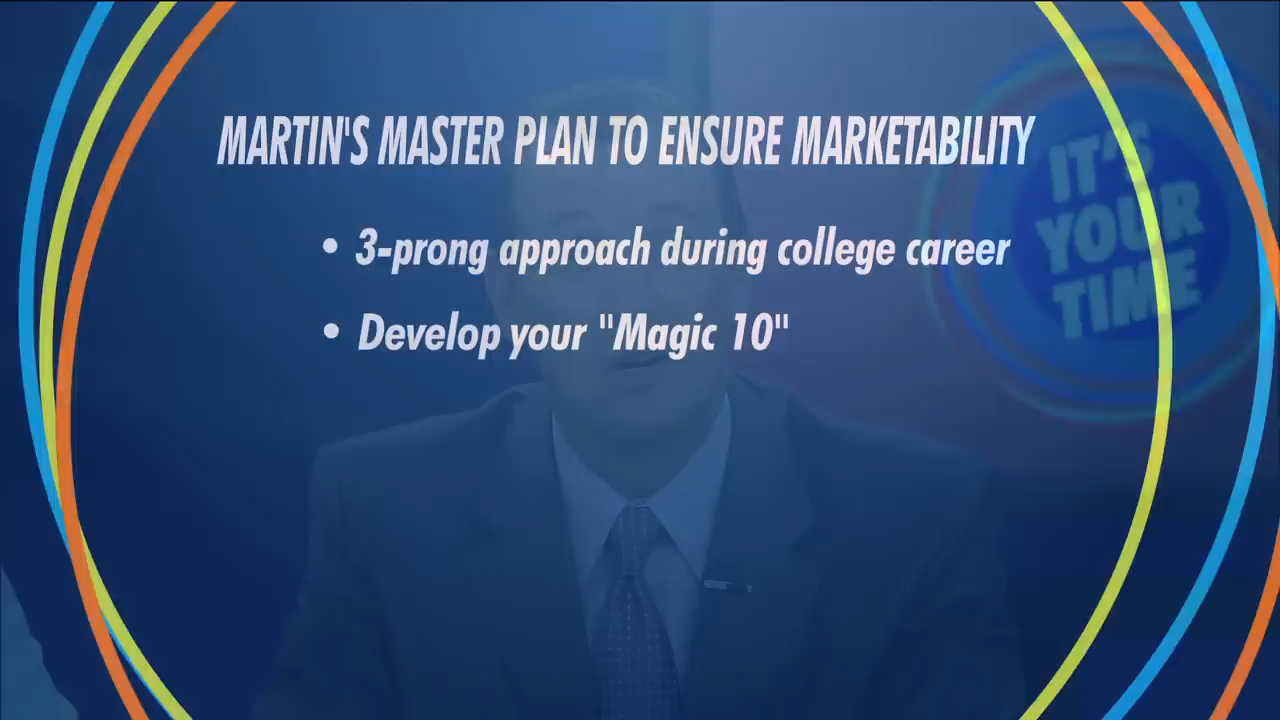 MARTIN'S MASTER PLAN TO ENSURE MARKETABILITY
• 3-prong approach during college career
• Develop your "Magic 10"
IT'S
YOUR
TIME